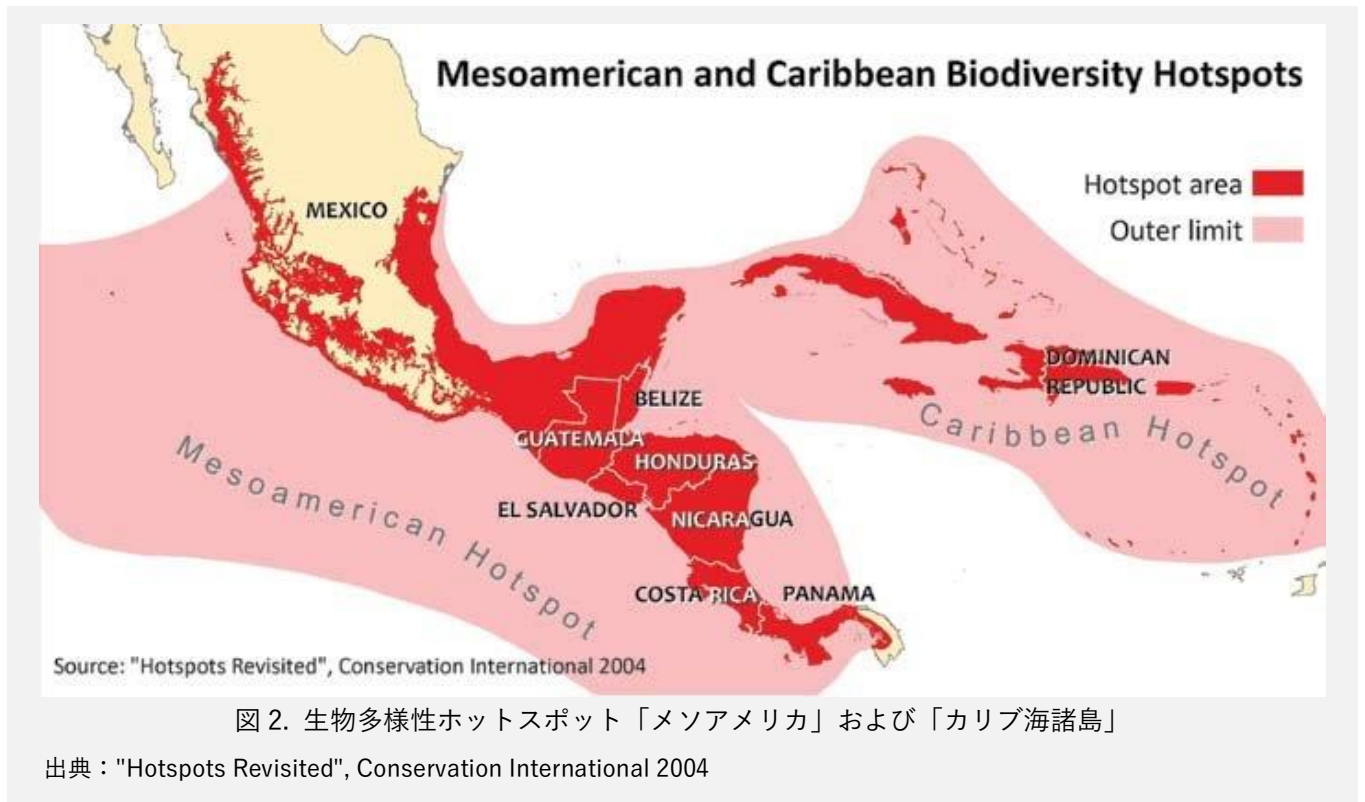 Mesoamerican and Caribbean Biodiversity Hotspots
Hotspot area
Outer limit
MEXICO
DOMINICAN
REPUBLIC
BELIZE
Caribbean Hotspot
GUATEMALA
HONDURAS
Mesoamerican Hotspot
EL SALVADOR
NICARAGUA
COSTA RICA
PANAMA
Source: "Hotspots Revisited", Conservation International 2004
図 2. 生物多様性ホットスポット「メソアメリカ」および「カリブ海諸島」
出典："Hotspots Revisited", Conservation International 2004